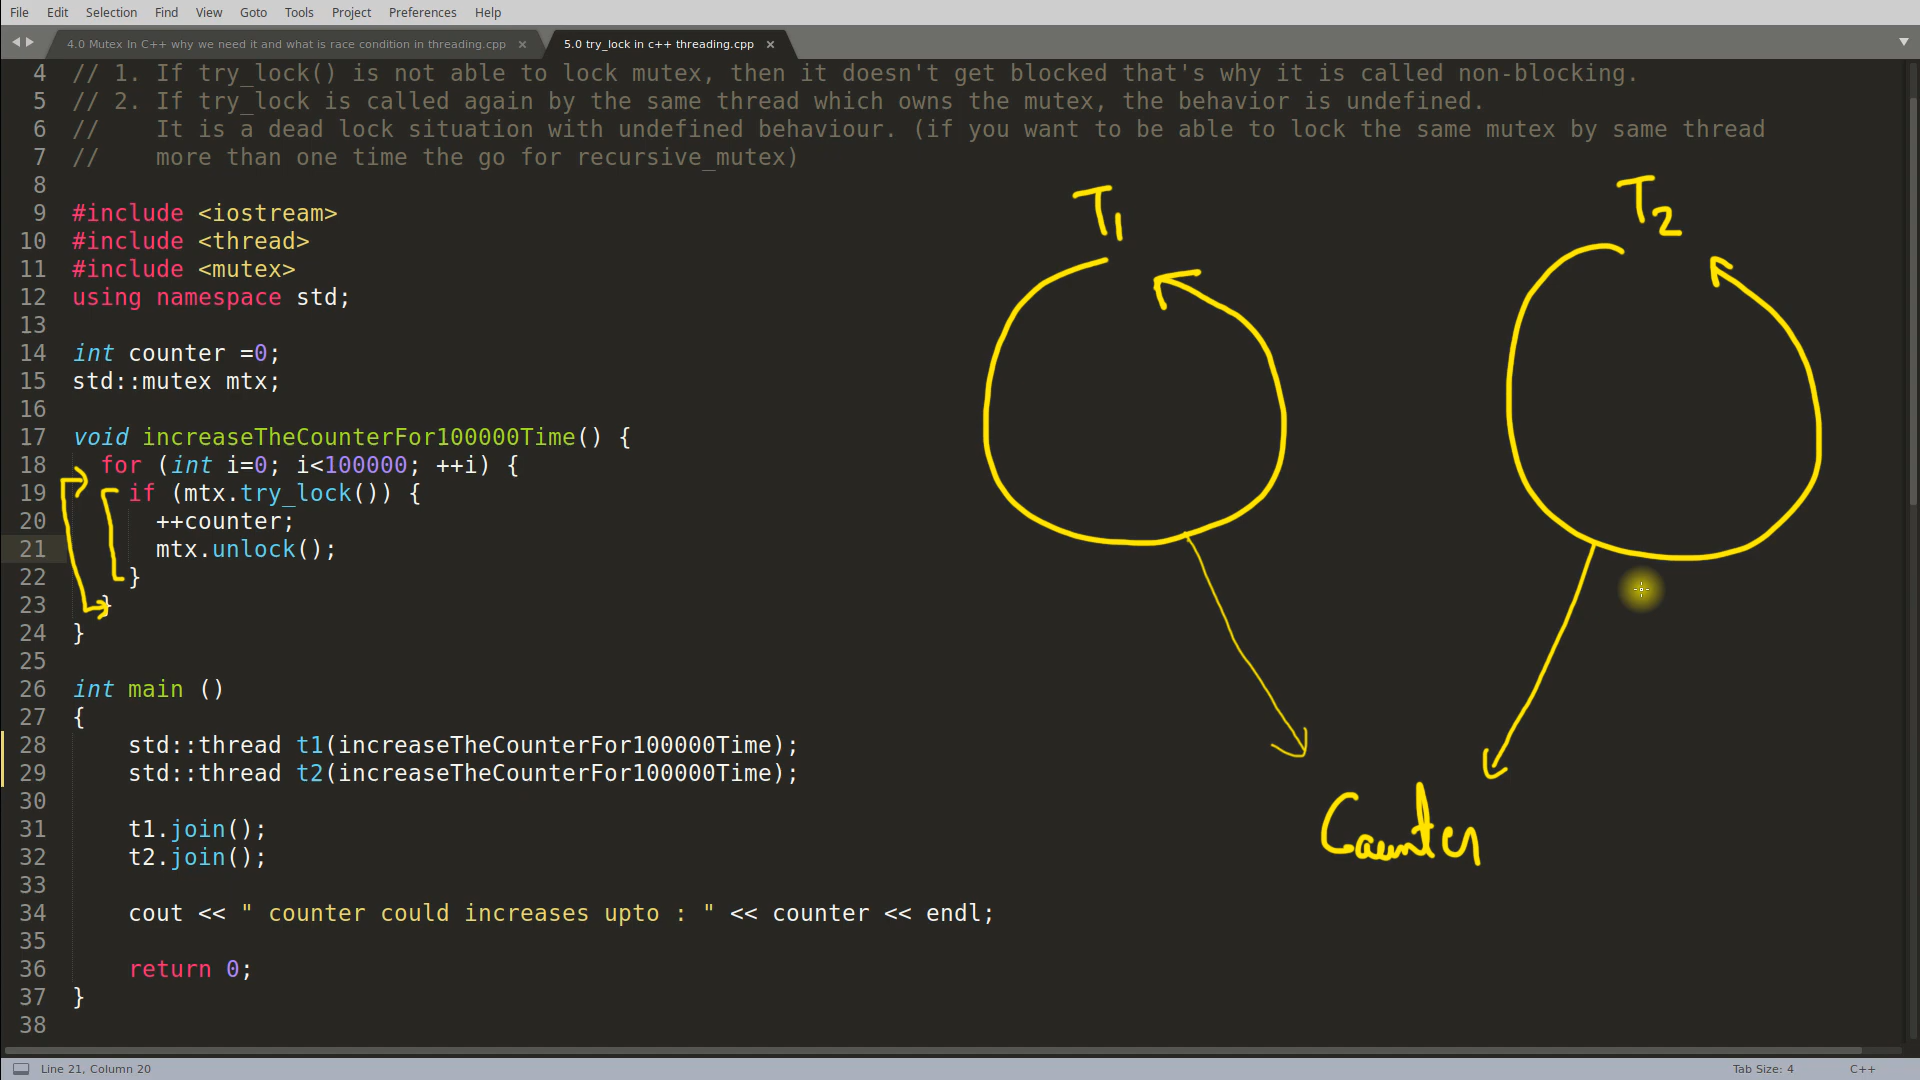 File Edit Selection Find View Goto Tools Project Preferences Help
4.0 Mutex In C++ why we need it and what is race condition in threading.cpp × 5.0 try_lock in c++ threading.cpp ×
4 // 1. If try_lock() is not able to lock mutex, then it doesn't get blocked that's why it is called non-blocking.
5 // 2. If try_lock is called again by the same thread which owns the mutex, the behavior is undefined.
6 //    It is a dead lock situation with undefined behaviour. (if you want to be able to lock the same mutex by same thread
7 //    more than one time the go for recursive_mutex)
8
9 #include <iostream>
10 #include <thread>
11 #include <mutex>
12 using namespace std;
13
14 int counter =0;
15 std::mutex mtx;
16
17 void increaseTheCounterFor100000Time() {
18   for (int i=0; i<100000; ++i) {
19     if (mtx.try_lock()) {
20       ++counter;
21       mtx.unlock();
22     }
23   }
24 }
25
26 int main ()
27 {
28     std::thread t1(increaseTheCounterFor100000Time);
29     std::thread t2(increaseTheCounterFor100000Time);
30
31     t1.join();
32     t2.join();
33
34     cout << " counter could increases upto : " << counter << endl;
35
36     return 0;
37 }
38
T1 T2
Counter
Line 21, Column 20 Tab Size: 4 C++